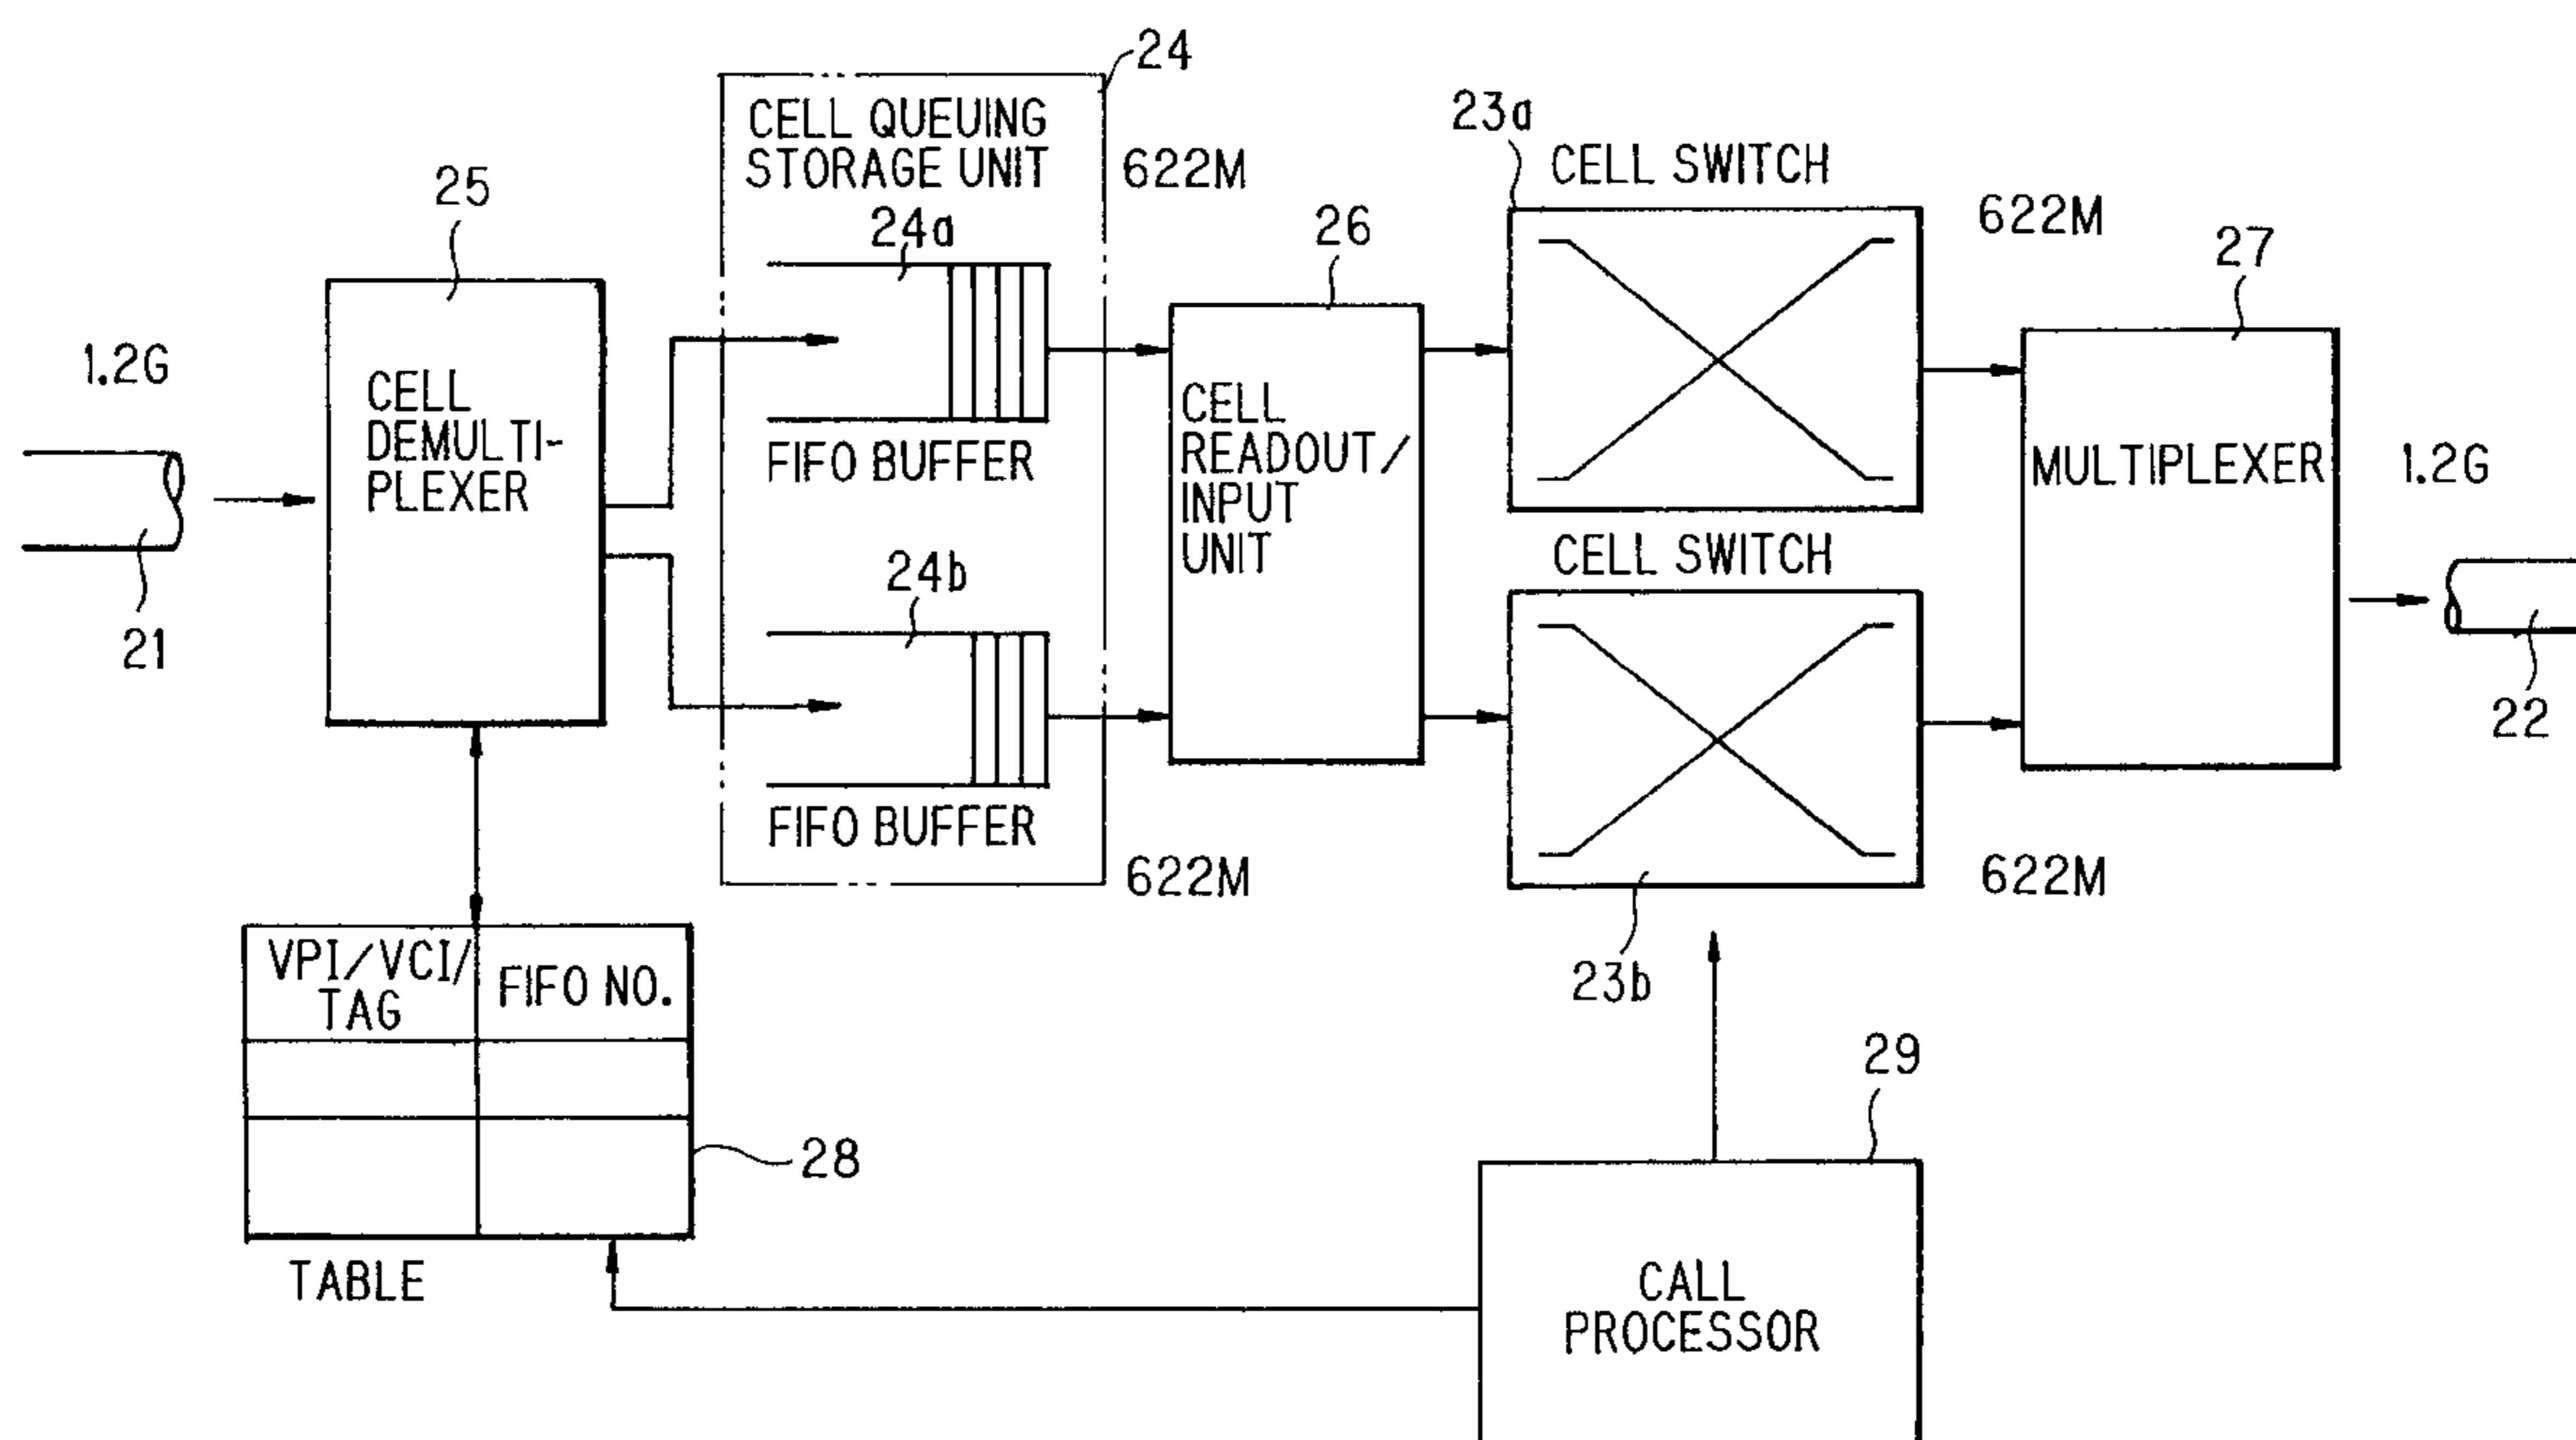 24
CELL QUEUING
STORAGE UNIT
622M
23a
CELL SWITCH
25
24a
26
622M
27
1.2G
CELL
DEMULTI-
PLEXER
FIFO BUFFER
CELL
READOUT/
INPUT
UNIT
MULTIPLEXER
1.2G
21
24b
CELL SWITCH
22
FIFO BUFFER
622M
622M
23b
VPI/VCI/
TAG
FIFO NO.
28
TABLE
29
CALL
PROCESSOR